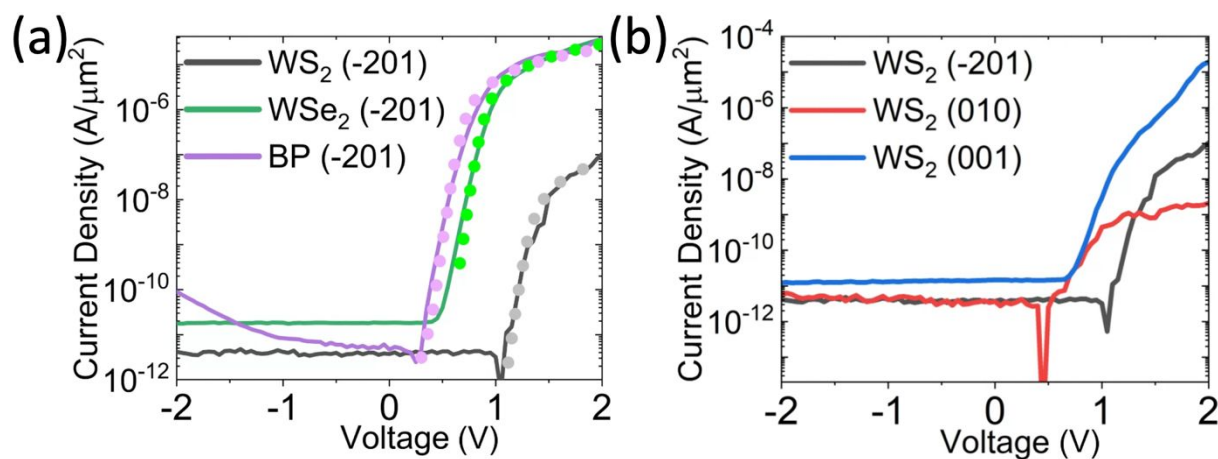 (a)
WS₂ (-201)
WSe₂ (-201)
BP (-201)
Current Density (A/μm²)
10⁻⁶
10⁻⁸
10⁻¹⁰
10⁻¹²
-2 -1 0 1 2
Voltage (V)
(b)
WS₂ (-201)
WS₂ (010)
WS₂ (001)
Current Density (A/μm²)
10⁻⁴
10⁻⁶
10⁻⁸
10⁻¹⁰
10⁻¹²
-2 -1 0 1 2
Voltage (V)